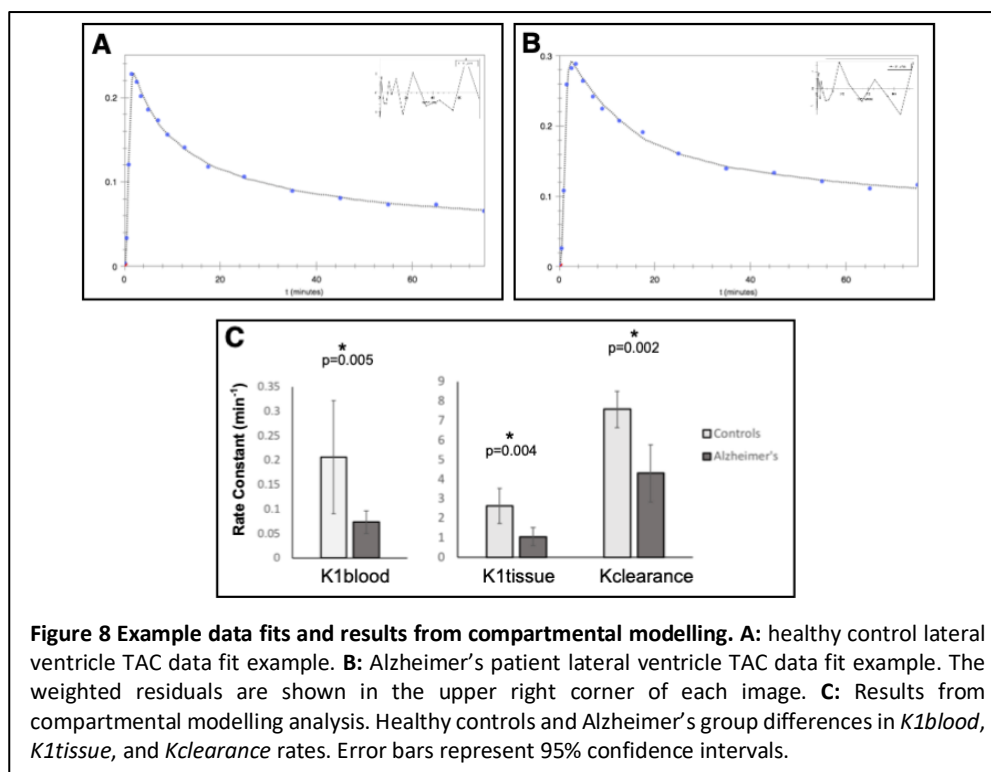 A
B
0.2
0.1
0
0 20 40 60
t (minutes)
0.3
0.2
0.1
0
0 20 40 60
t (minutes)
C
*
p=0.005
*
p=0.004
*
p=0.002
Rate Constant (min⁻¹)
0.35
0.3
0.25
0.2
0.15
0.1
0.05
0
9
8
7
6
5
4
3
2
1
0
Controls
Alzheimer's
K1blood
K1tissue
Kclearance
Figure 8 Example data fits and results from compartmental modelling. A: healthy control lateral
ventricle TAC data fit example. B: Alzheimer's patient lateral ventricle TAC data fit example. The
weighted residuals are shown in the upper right corner of each image. C: Results from
compartmental modelling analysis. Healthy controls and Alzheimer's group differences in K1blood,
K1tissue, and Kclearance rates. Error bars represent 95% confidence intervals.